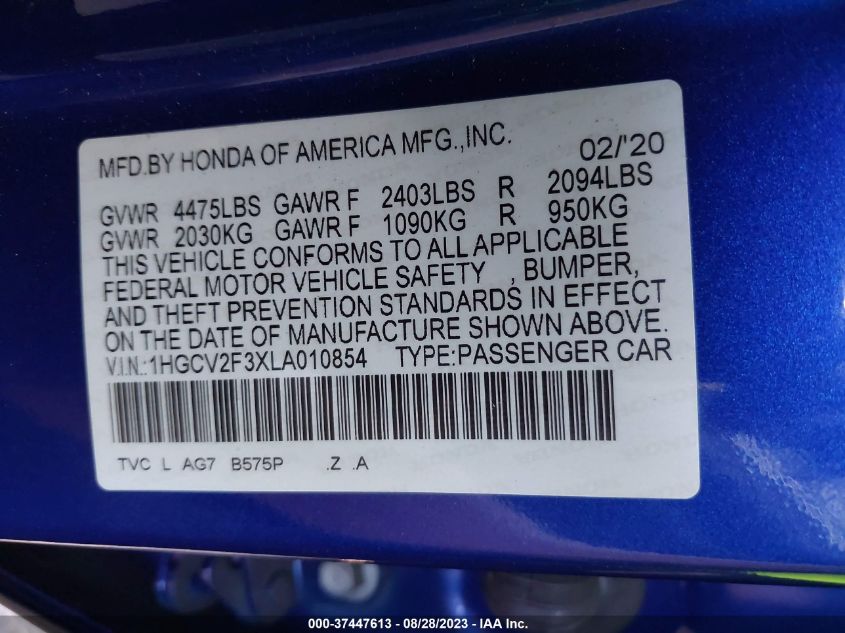 MFD.BY HONDA OF AMERICA MFG.,INC. 02/'20
GVWR 4475LBS GAWR F 2403LBS R 2094LBS
GVWR 2030KG GAWR F 1090KG R 950KG
THIS VEHICLE CONFORMS TO ALL APPLICABLE
FEDERAL MOTOR VEHICLE SAFETY , BUMPER,
AND THEFT PREVENTION STANDARDS IN EFFECT
ON THE DATE OF MANUFACTURE SHOWN ABOVE.
V.I.N.:1HGCV2F3XLA010854 TYPE:PASSENGER CAR
TVC L AG7 B575P .Z .A
000-37447613 - 08/28/2023 - IAA Inc.